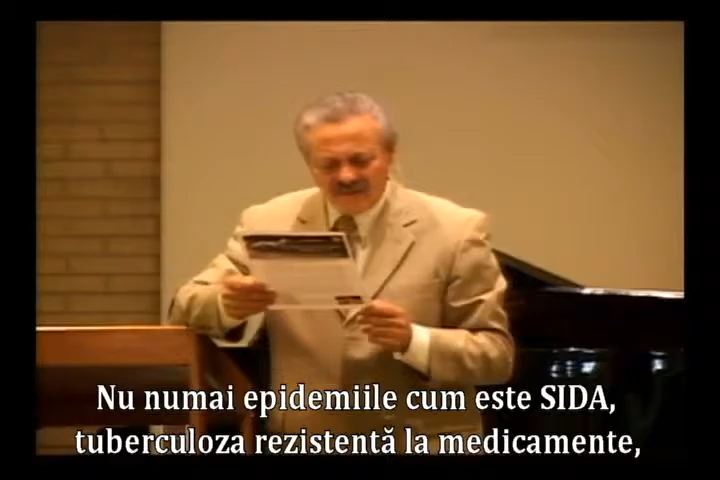 Nu numai epidemiile cum este SIDA,
tuberculoza rezistentă la medicamente,